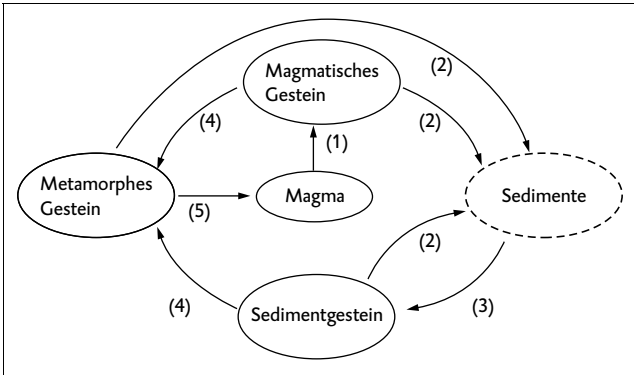 (2)
Magmatisches
Gestein
(4)
(2)
(1)
Metamorphes
Gestein
(5)
Magma
Sedimente
(2)
(4)
Sedimentgestein
(3)